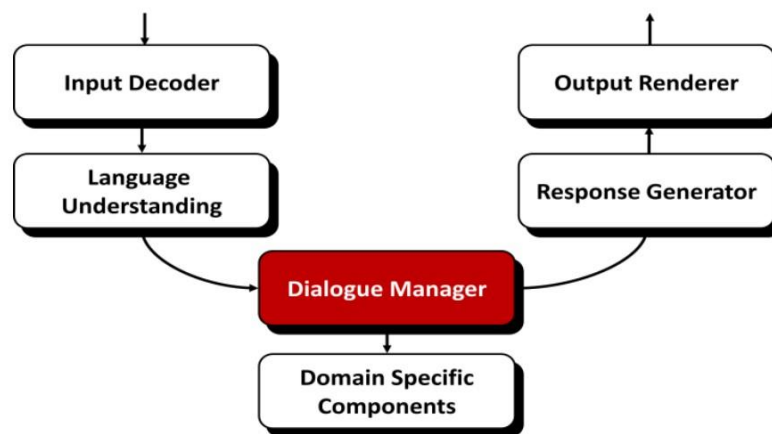 Input Decoder
Output Renderer
Language
Understanding
Response Generator
Dialogue Manager
Domain Specific
Components